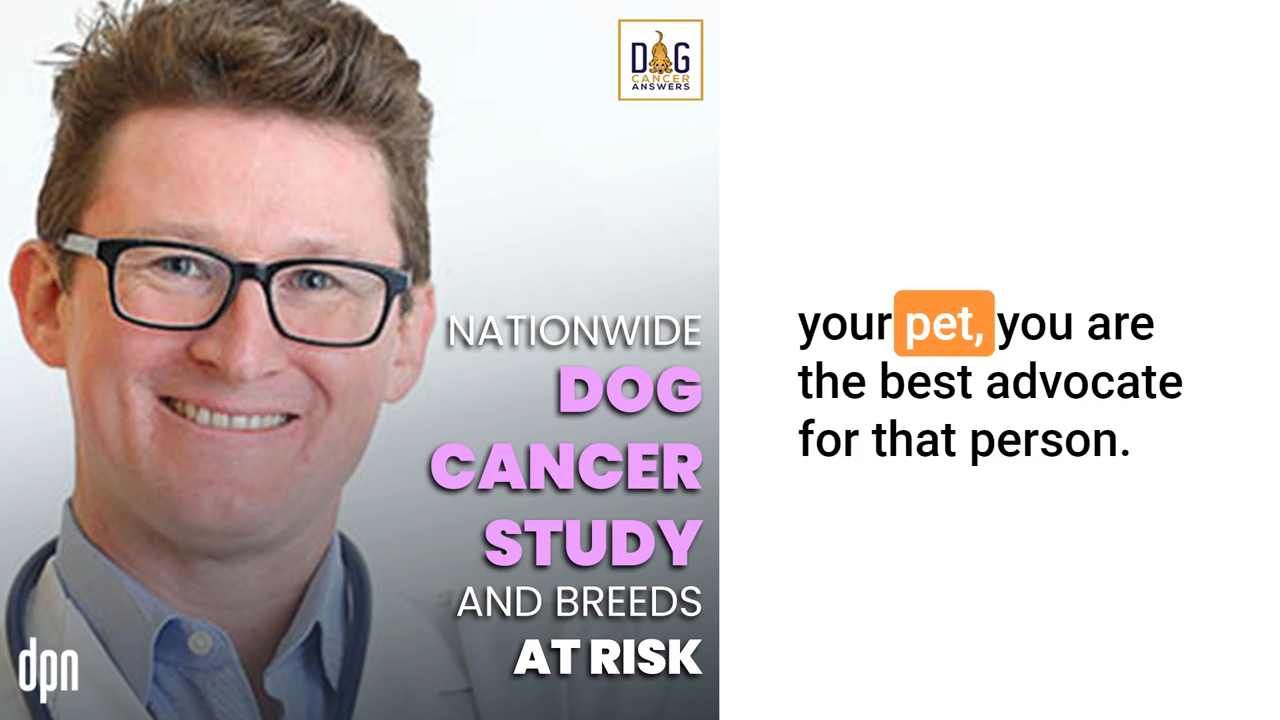 DOG
CANCER
ANSWERS
NATIONWIDE
DOG
CANCER
STUDY
AND BREEDS
AT RISK
dpn
your pet, you are
the best advocate
for that person.